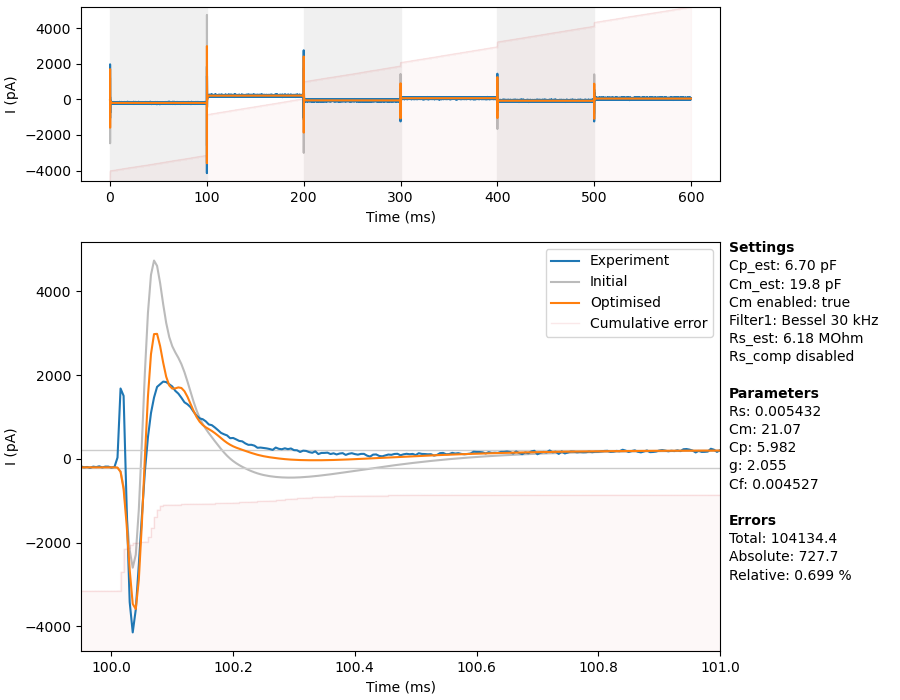 4000
2000
0
−2000
−4000
I (pA)
0 100 200 300 400 500 600
Time (ms)
4000
2000
0
−2000
−4000
I (pA)
Experiment
Initial
Optimised
Cumulative error
100.0 100.2 100.4 100.6 100.8 101.0
Time (ms)
Settings
Cp_est: 6.70 pF
Cm_est: 19.8 pF
Cm enabled: true
Filter1: Bessel 30 kHz
Rs_est: 6.18 MOhm
Rs_comp disabled
Parameters
Rs: 0.005432
Cm: 21.07
Cp: 5.982
g: 2.055
Cf: 0.004527
Errors
Total: 104134.4
Absolute: 727.7
Relative: 0.699 %